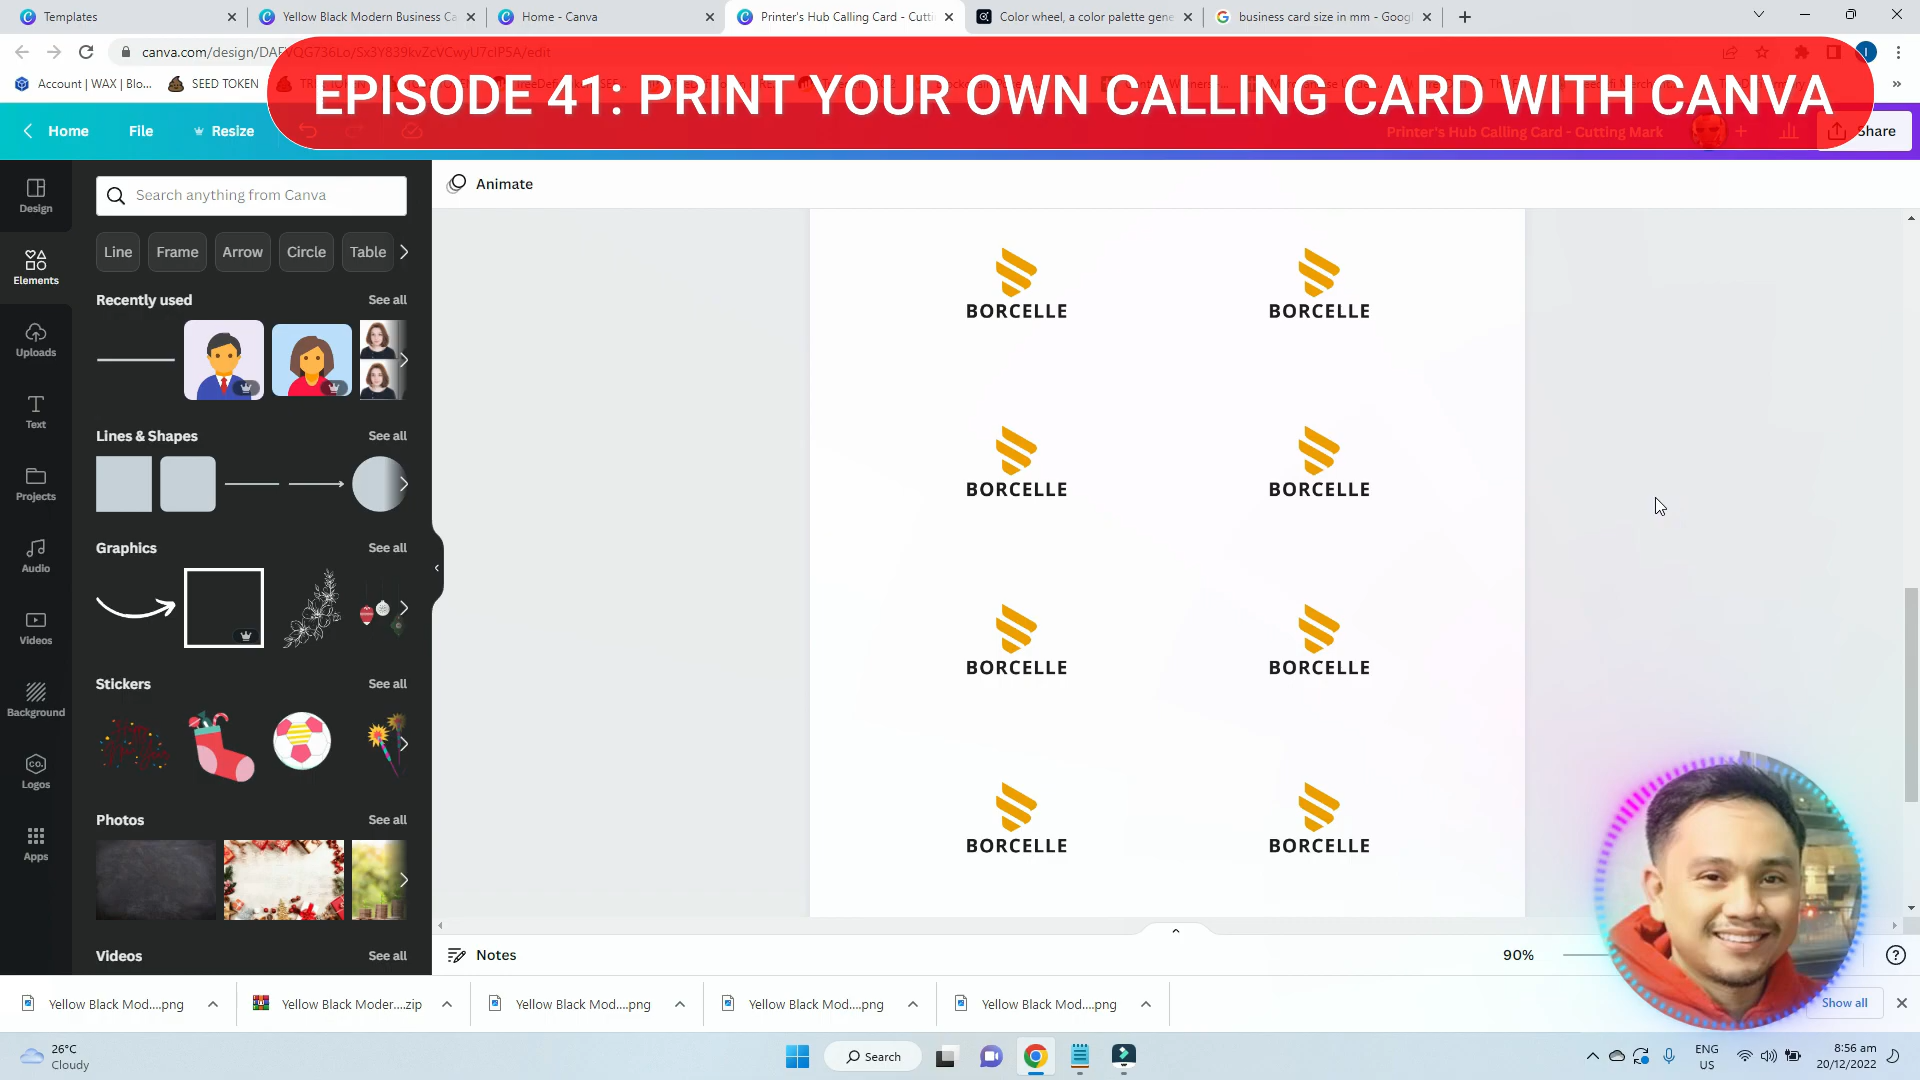 Templates
Yellow Black Modern Business Ca
Home - Canva
Printer's Hub Calling Card - Cutti
Color wheel, a color palette gene
business card size in mm - Googl
canva.com/design/
Account | WAX | Blo...
SEED TOKEN
EPISODE 41: PRINT YOUR OWN CALLING CARD WITH CANVA
Home
File
Resize
Printer's Hub Calling Card - Cutting Mark
Share
Design
Elements
Uploads
Text
Projects
Audio
Videos
Background
Logos
Apps
Search anything from Canva
Line
Frame
Arrow
Circle
Table
Recently used
See all
Lines & Shapes
See all
Graphics
See all
Stickers
See all
Photos
See all
Videos
See all
Animate
BORCELLE
BORCELLE
BORCELLE
BORCELLE
BORCELLE
BORCELLE
BORCELLE
BORCELLE
Notes
90%
Yellow Black Mod....png
Yellow Black Moder....zip
Yellow Black Mod....png
Yellow Black Mod....png
Yellow Black Mod....png
Show all
26°C
Cloudy
Search
ENG
US
8:56 am
20/12/2022